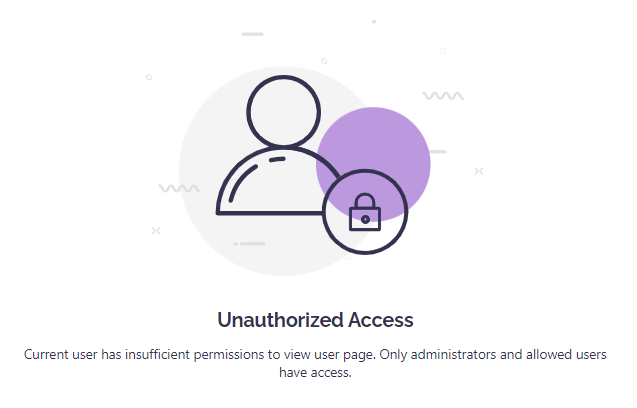 Unauthorized Access
Current user has insufficient permissions to view user page. Only administrators and allowed users
have access.